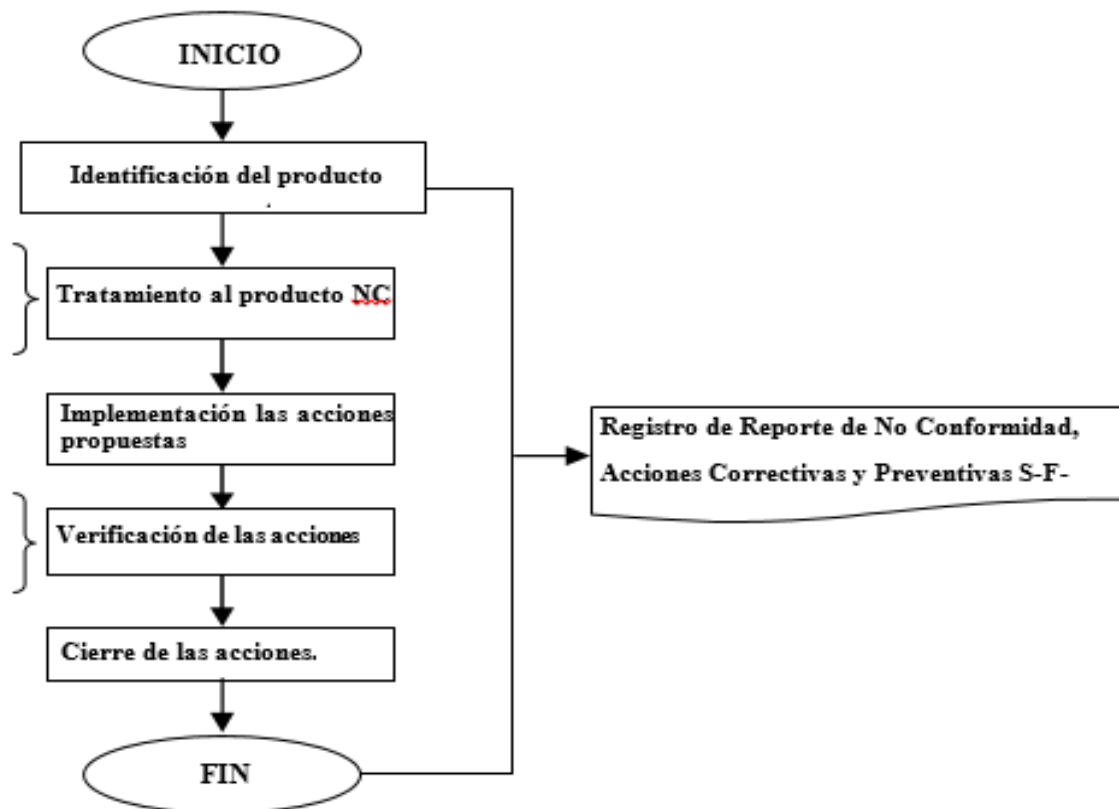 INICIO
Identificación del producto
.
Tratamiento al producto NC
Implementación las acciones
propuestas
Verificación de las acciones
Cierre de las acciones.
FIN
Registro de Reporte de No Conformidad,
Acciones Correctivas y Preventivas S-F-